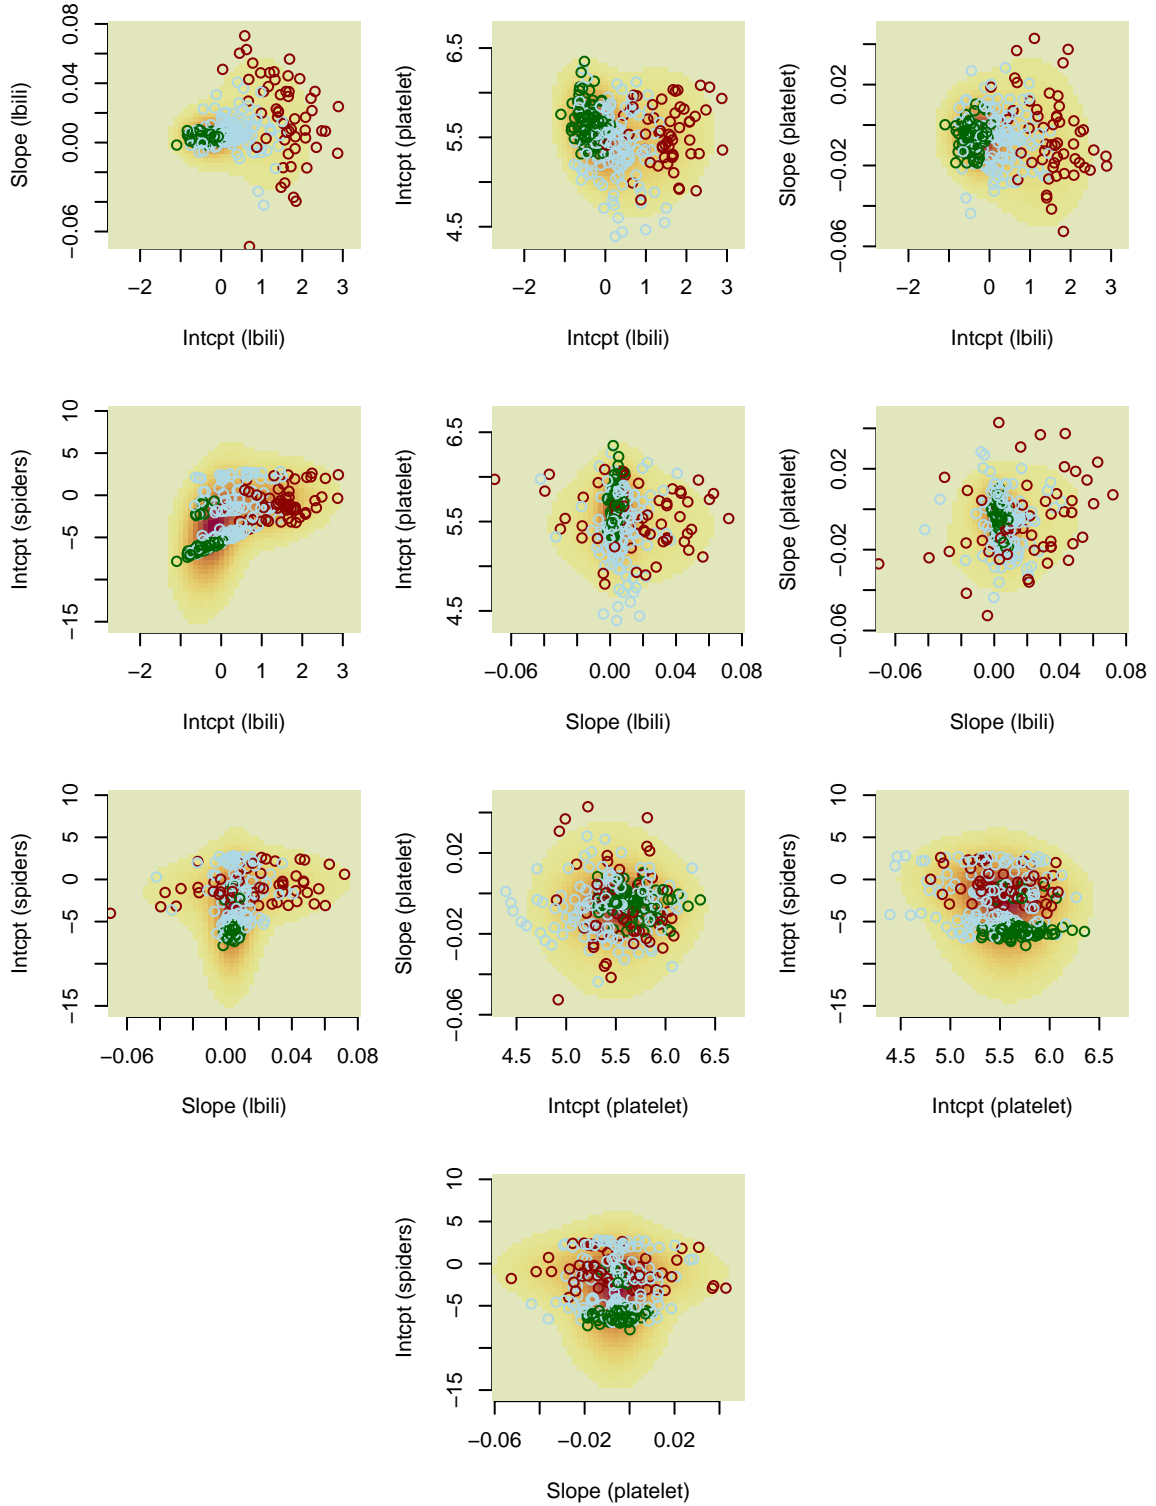 Slope (lbili)
−0.06 0.00 0.04 0.08
−2 0 1 2 3
Intcpt (lbili)
Intcpt (platelet)
4.5 5.5 6.5
−2 0 1 2 3
Intcpt (lbili)
Slope (platelet)
−0.06 −0.02 0.02
−2 0 1 2 3
Intcpt (lbili)
Intcpt (spiders)
−15 −5 0 5 10
−2 0 1 2 3
Intcpt (lbili)
Intcpt (platelet)
4.5 5.5 6.5
−0.06 0.00 0.04 0.08
Slope (lbili)
Slope (platelet)
−0.06 −0.02 0.02
−0.06 0.00 0.04 0.08
Slope (lbili)
Intcpt (spiders)
−15 −5 0 5 10
−0.06 0.00 0.04 0.08
Slope (lbili)
Slope (platelet)
−0.06 −0.02 0.02
4.5 5.0 5.5 6.0 6.5
Intcpt (platelet)
Intcpt (spiders)
−15 −5 0 5 10
4.5 5.0 5.5 6.0 6.5
Intcpt (platelet)
Intcpt (spiders)
−15 −5 0 5 10
−0.06 −0.02 0.02
Slope (platelet)